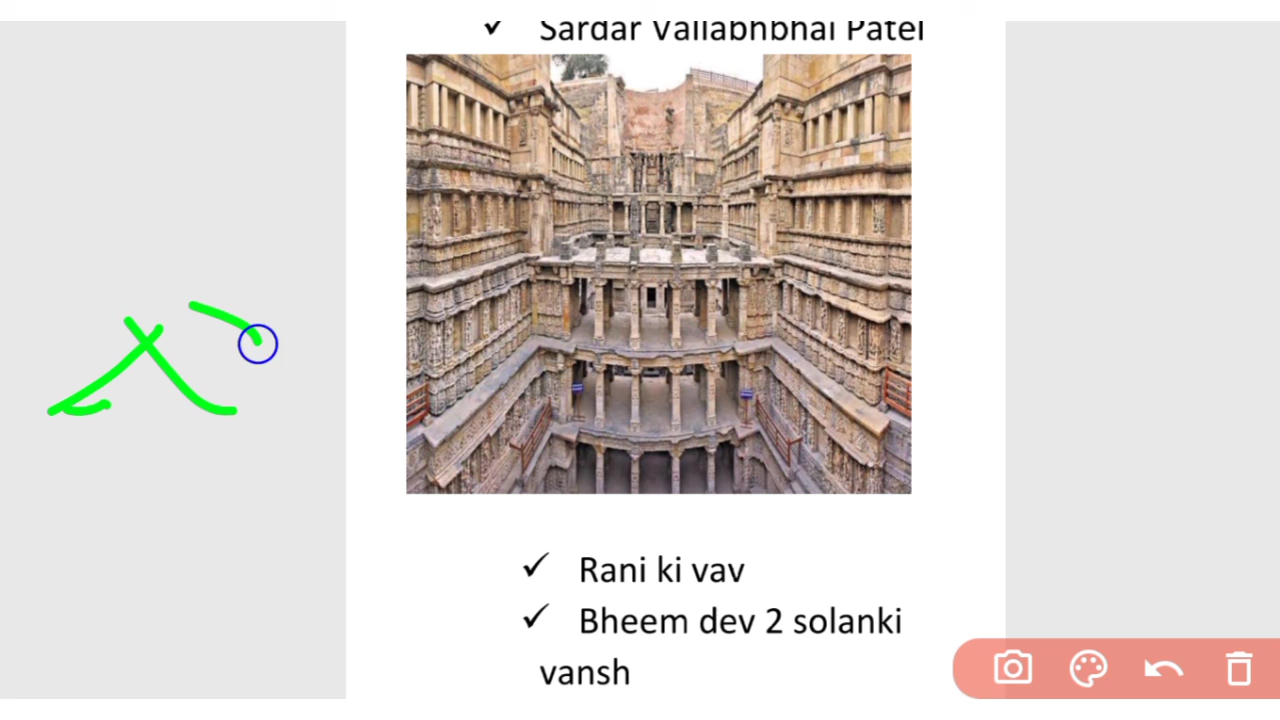 ✓ Sardar Vallabhbhai Patel
✓ Rani ki vav
✓ Bheem dev 2 solanki
vansh